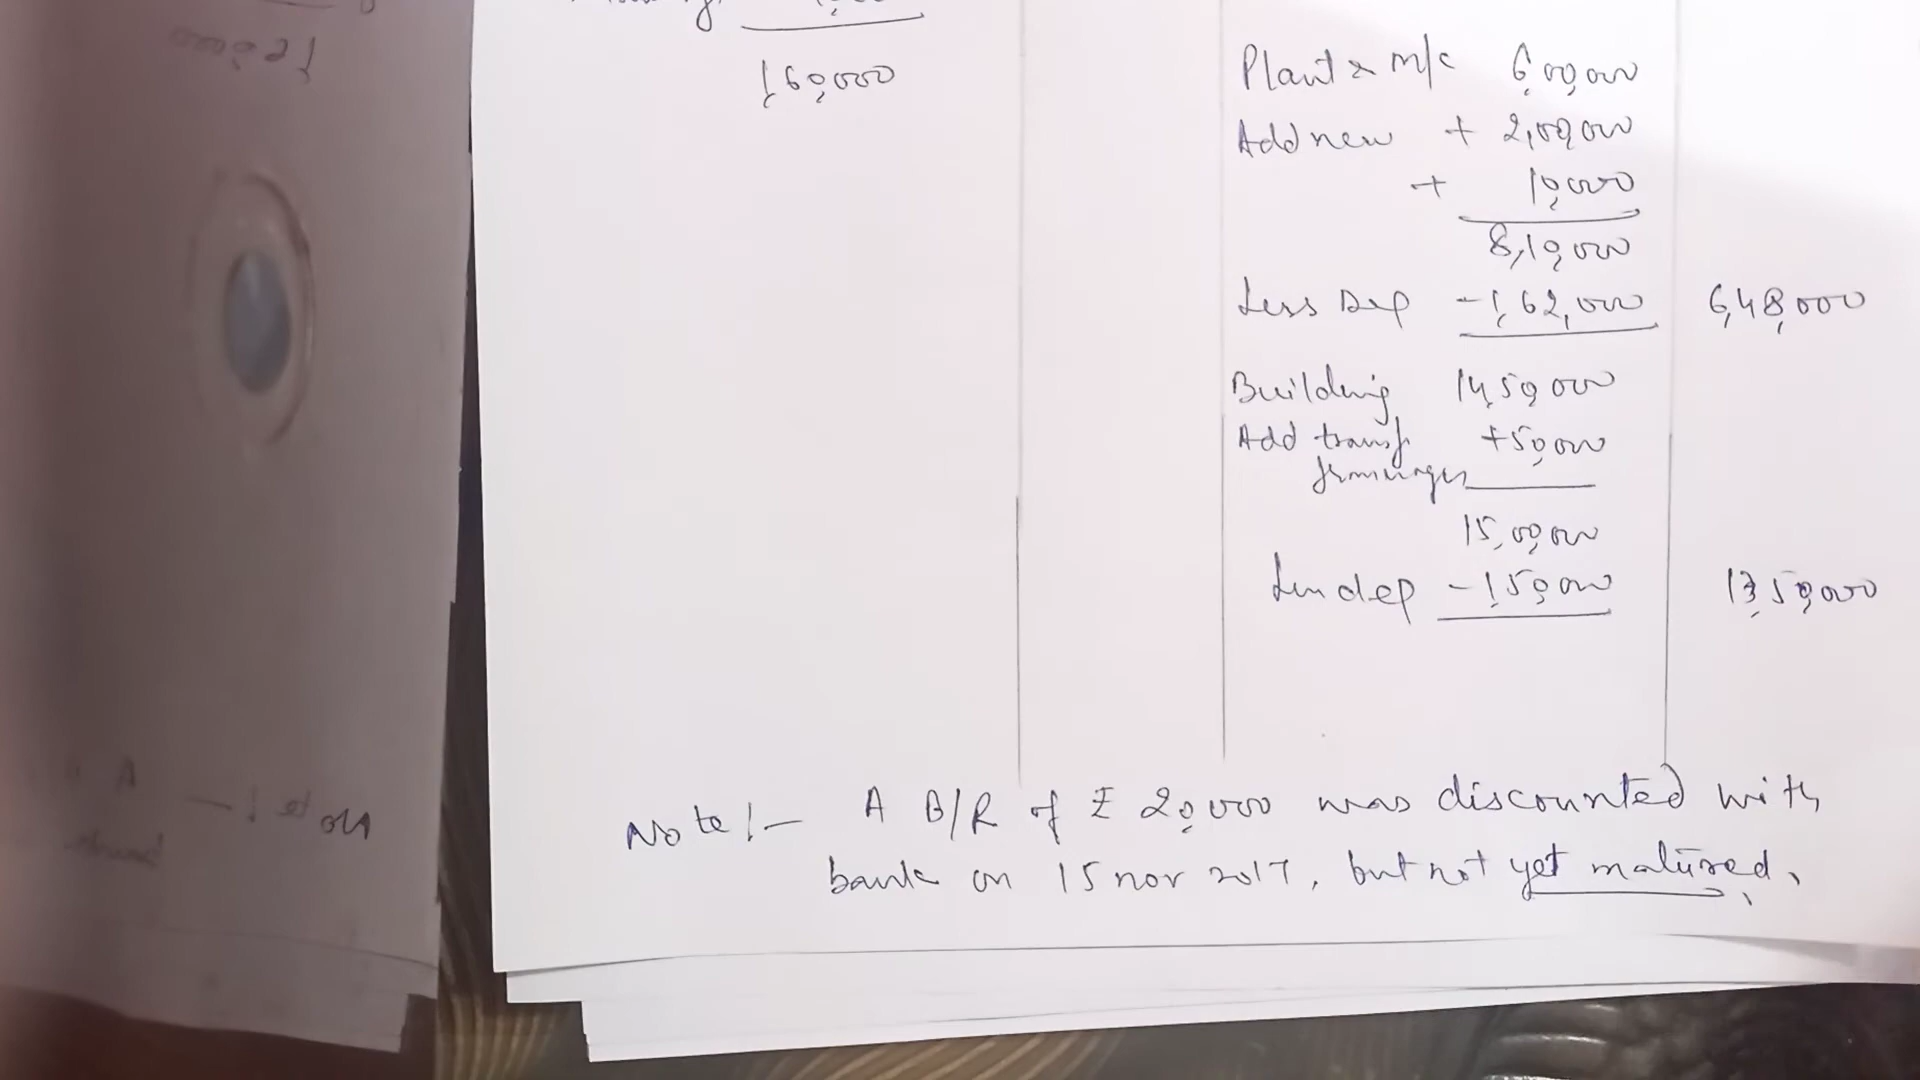 1,60,000
Plant & m/c 6,00,000
Add new + 2,00,000
+ 10,000
8,10,000
Less Dep - 1,62,000 6,48,000
Building 14,50,000
Add transf + 50,000
from wages
15,00,000
Less dep - 1,50,000 13,50,000
Note:- A B/R of ₹ 20,000 was discounted with
bank on 15 nov 2017, but not yet matured.